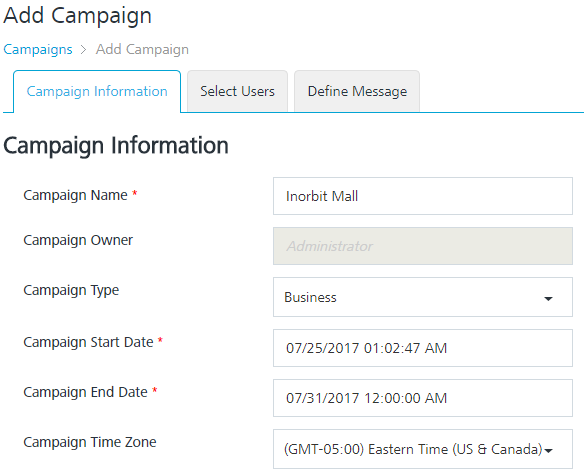 Add Campaign
Campaigns > Add Campaign
Campaign Information Select Users Define Message
Campaign Information
Campaign Name * Inorbit Mall
Campaign Owner Administrator
Campaign Type Business
Campaign Start Date * 07/25/2017 01:02:47 AM
Campaign End Date * 07/31/2017 12:00:00 AM
Campaign Time Zone (GMT-05:00) Eastern Time (US & Canada)